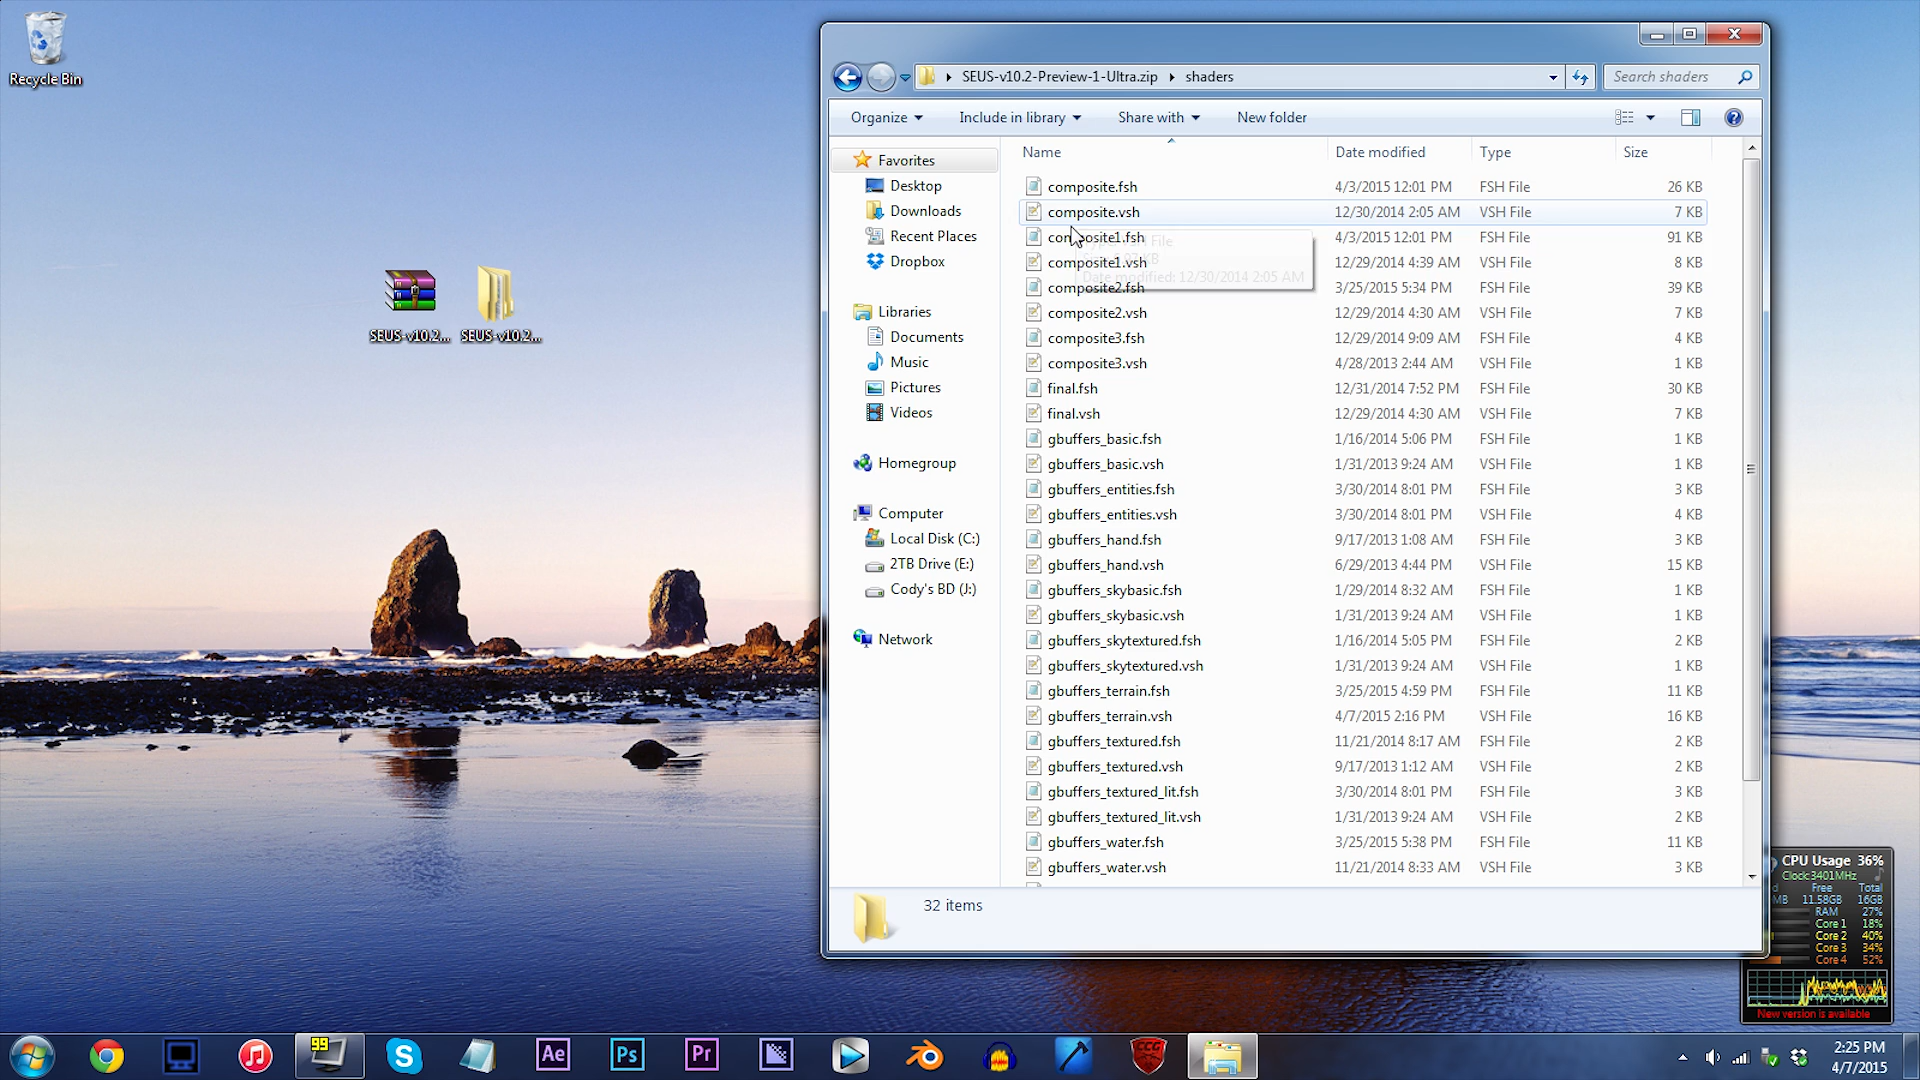 Recycle Bin
SEUS-v10.2...
SEUS-v10.2...
SEUS-v10.2-Preview-1-Ultra.zip
shaders
Search shaders
Organize
Include in library
Share with
New folder
Name Date modified Type Size
Favorites
Desktop
Downloads
Recent Places
Dropbox
Libraries
Documents
Music
Pictures
Videos
Homegroup
Computer
Local Disk (C:)
2TB Drive (E:)
Cody's BD (J:)
Network
composite.fsh 4/3/2015 12:01 PM FSH File 26 KB
composite.vsh 12/30/2014 2:05 AM VSH File 7 KB
composite1.fsh 4/3/2015 12:01 PM FSH File 91 KB
composite1.vsh 12/29/2014 4:39 AM VSH File 8 KB
Date modified: 12/30/2014 2:05 AM
composite2.fsh 3/25/2015 5:34 PM FSH File 39 KB
composite2.vsh 12/29/2014 4:30 AM VSH File 7 KB
composite3.fsh 12/29/2014 9:09 AM FSH File 4 KB
composite3.vsh 4/28/2013 2:44 AM VSH File 1 KB
final.fsh 12/31/2014 7:52 PM FSH File 30 KB
final.vsh 12/29/2014 4:30 AM VSH File 7 KB
gbuffers_basic.fsh 1/16/2014 5:06 PM FSH File 1 KB
gbuffers_basic.vsh 1/31/2013 9:24 AM VSH File 1 KB
gbuffers_entities.fsh 3/30/2014 8:01 PM FSH File 3 KB
gbuffers_entities.vsh 3/30/2014 8:01 PM VSH File 4 KB
gbuffers_hand.fsh 9/17/2013 1:08 AM FSH File 3 KB
gbuffers_hand.vsh 6/29/2013 4:44 PM VSH File 15 KB
gbuffers_skybasic.fsh 1/29/2014 8:32 AM FSH File 1 KB
gbuffers_skybasic.vsh 1/31/2013 9:24 AM VSH File 1 KB
gbuffers_skytextured.fsh 1/16/2014 5:05 PM FSH File 2 KB
gbuffers_skytextured.vsh 1/31/2013 9:24 AM VSH File 1 KB
gbuffers_terrain.fsh 3/25/2015 4:59 PM FSH File 11 KB
gbuffers_terrain.vsh 4/7/2015 2:16 PM VSH File 16 KB
gbuffers_textured.fsh 11/21/2014 8:17 AM FSH File 2 KB
gbuffers_textured.vsh 9/17/2013 1:12 AM VSH File 2 KB
gbuffers_textured_lit.fsh 3/30/2014 8:01 PM FSH File 3 KB
gbuffers_textured_lit.vsh 1/31/2013 9:24 AM VSH File 2 KB
gbuffers_water.fsh 3/25/2015 5:38 PM FSH File 11 KB
gbuffers_water.vsh 11/21/2014 8:33 AM VSH File 3 KB
32 items
CPU Usage 36%
Clock:3401MHz
Free Total
MB 11.58GB 16GB
RAM 27%
Core 1 18%
Core 2 40%
Core 3 34%
Core 4 52%
New version is available
99
Ae
Ps
Pr
CCG
2:25 PM
4/7/2015